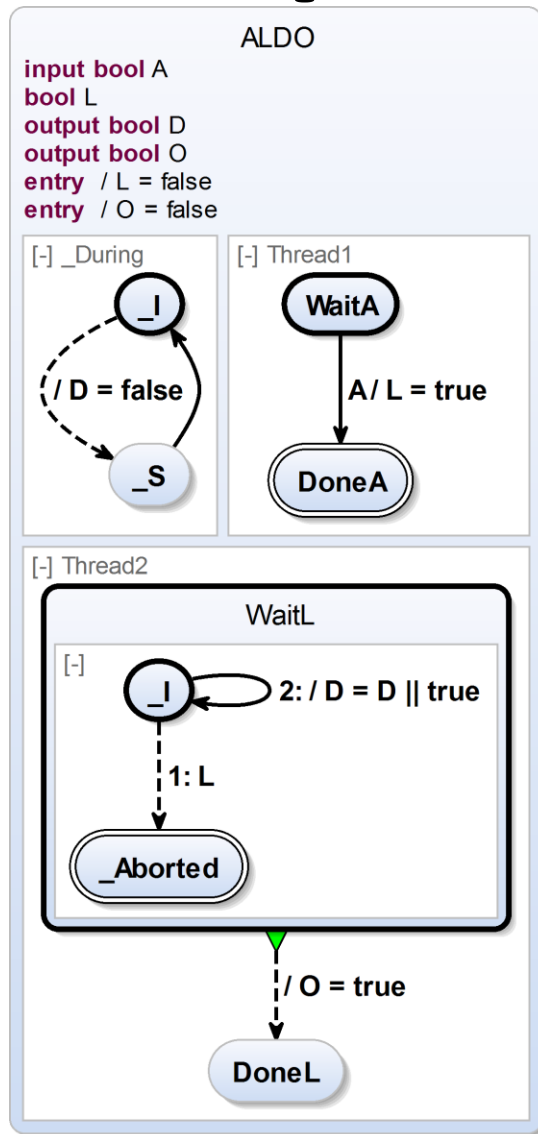 ALDO
input bool A
bool L
output bool D
output bool O
entry / L = false
entry / O = false
[-] _During
_I
/ D = false
_S
[-] Thread1
WaitA
A / L = true
DoneA
[-] Thread2
WaitL
[-]
_I
2: / D = D || true
1: L
_Aborted
/ O = true
DoneL